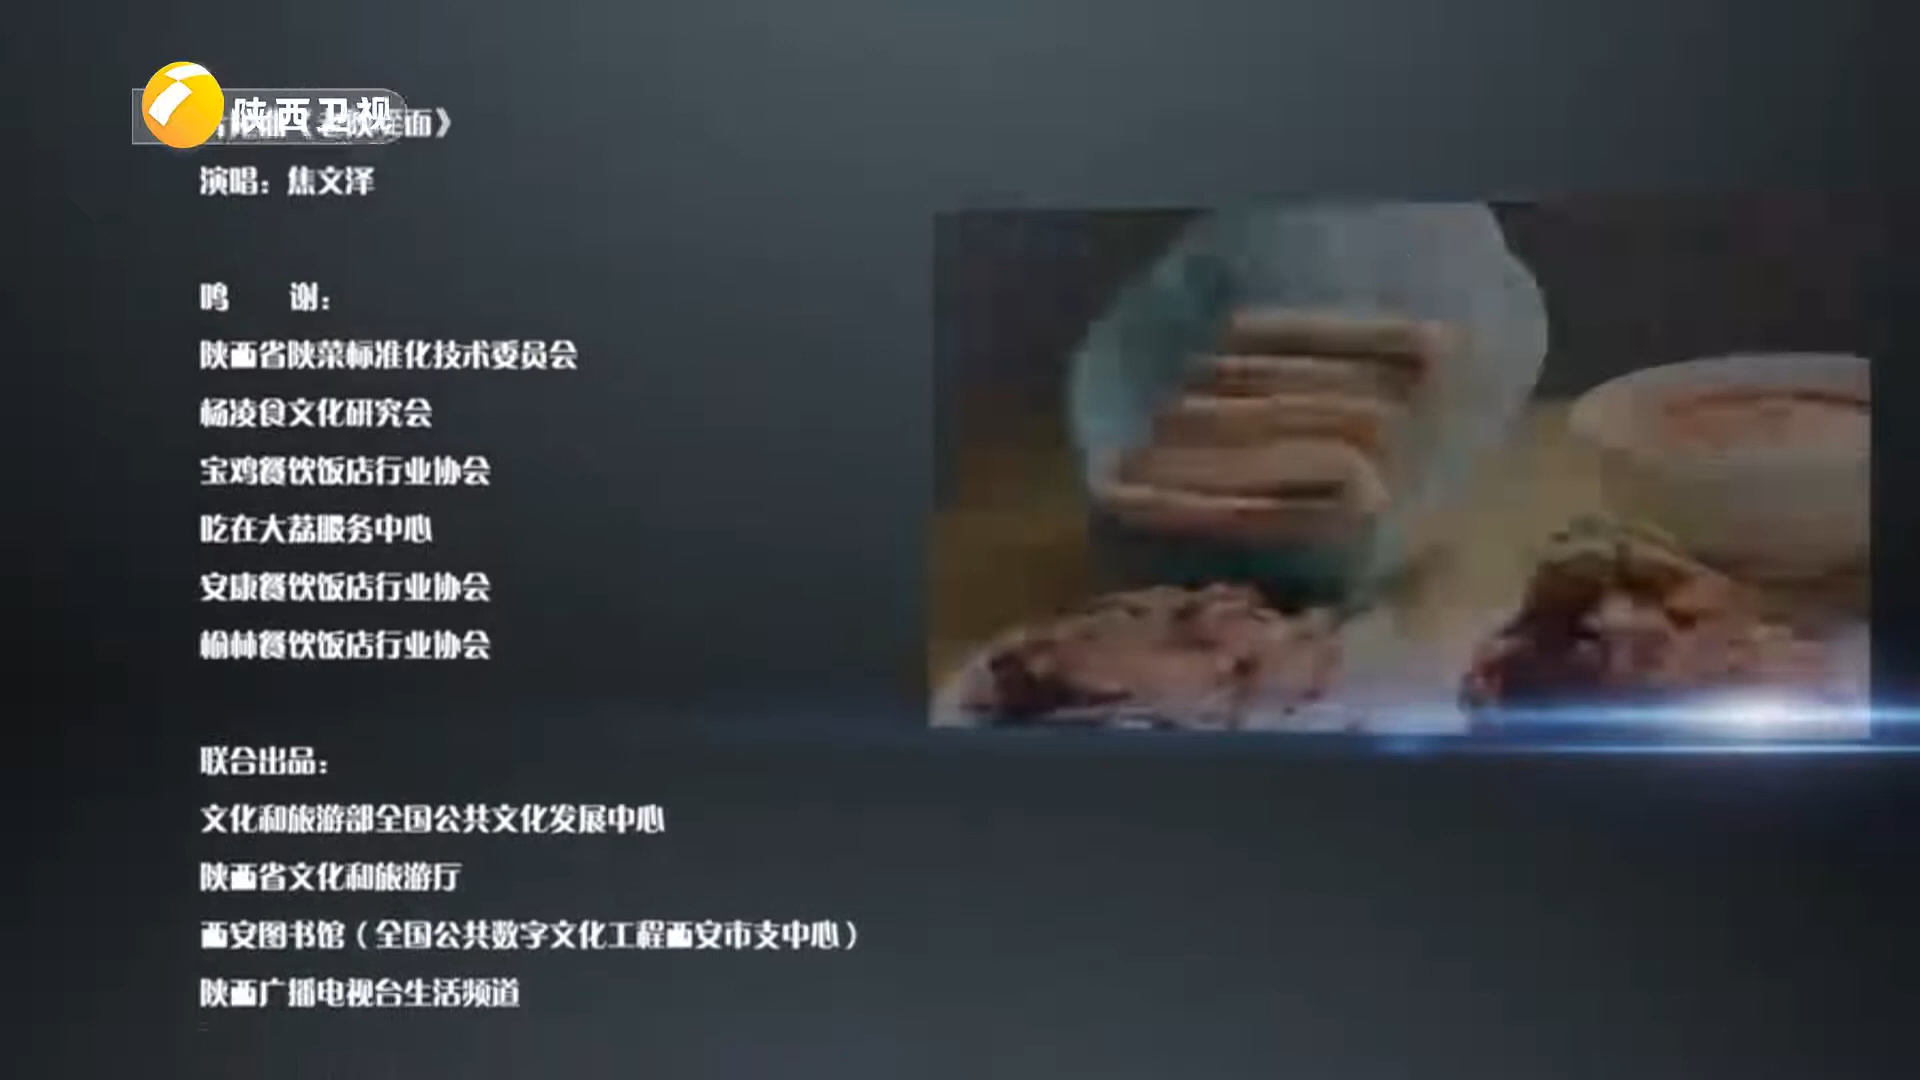 陕西卫视
面》
演唱：焦文泽
鸣 谢：
陕西省陕菜标准化技术委员会
杨凌食文化研究会
宝鸡餐饮饭店行业协会
吃在大荔服务中心
安康餐饮饭店行业协会
榆林餐饮饭店行业协会
联合出品：
文化和旅游部全国公共文化发展中心
陕西省文化和旅游厅
西安图书馆（全国公共数字文化工程西安市支中心）
陕西广播电视台生活频道